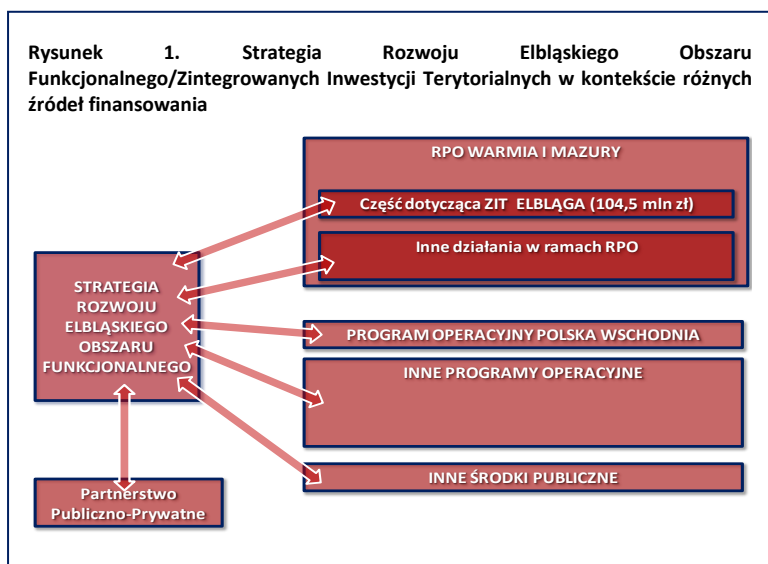 Rysunek 1. Strategia Rozwoju Elbląskiego Obszaru
Funkcjonalnego/Zintegrowanych Inwestycji Terytorialnych w kontekście różnych
źródeł finansowania
RPO WARMIA I MAZURY
Część dotycząca ZIT ELBLĄGA (104,5 mln zł)
Inne działania w ramach RPO
STRATEGIA
ROZWOJU
ELBLĄSKIEGO
OBSZARU
FUNKCJONALNEGO
PROGRAM OPERACYJNY POLSKA WSCHODNIA
INNE PROGRAMY OPERACYJNE
INNE ŚRODKI PUBLICZNE
Partnerstwo
Publiczno-Prywatne